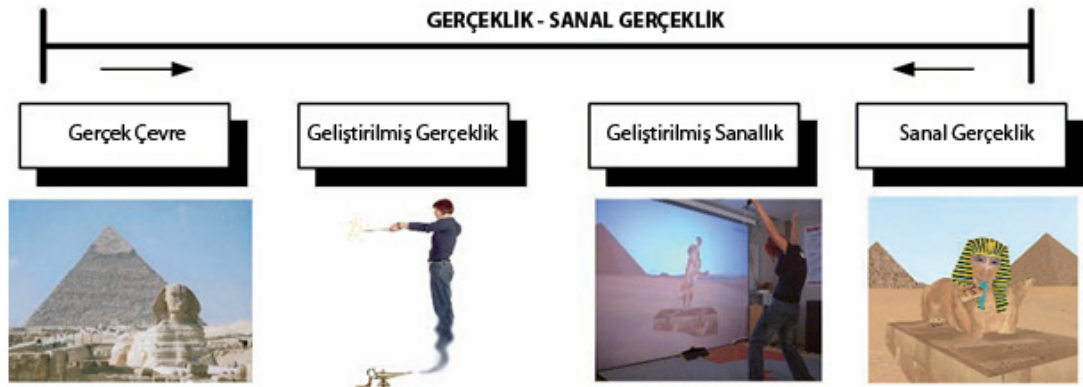 GERÇEKLİK - SANAL GERÇEKLİK
Gerçek Çevre
Geliştirilmiş Gerçeklik
Geliştirilmiş Sanallık
Sanal Gerçeklik